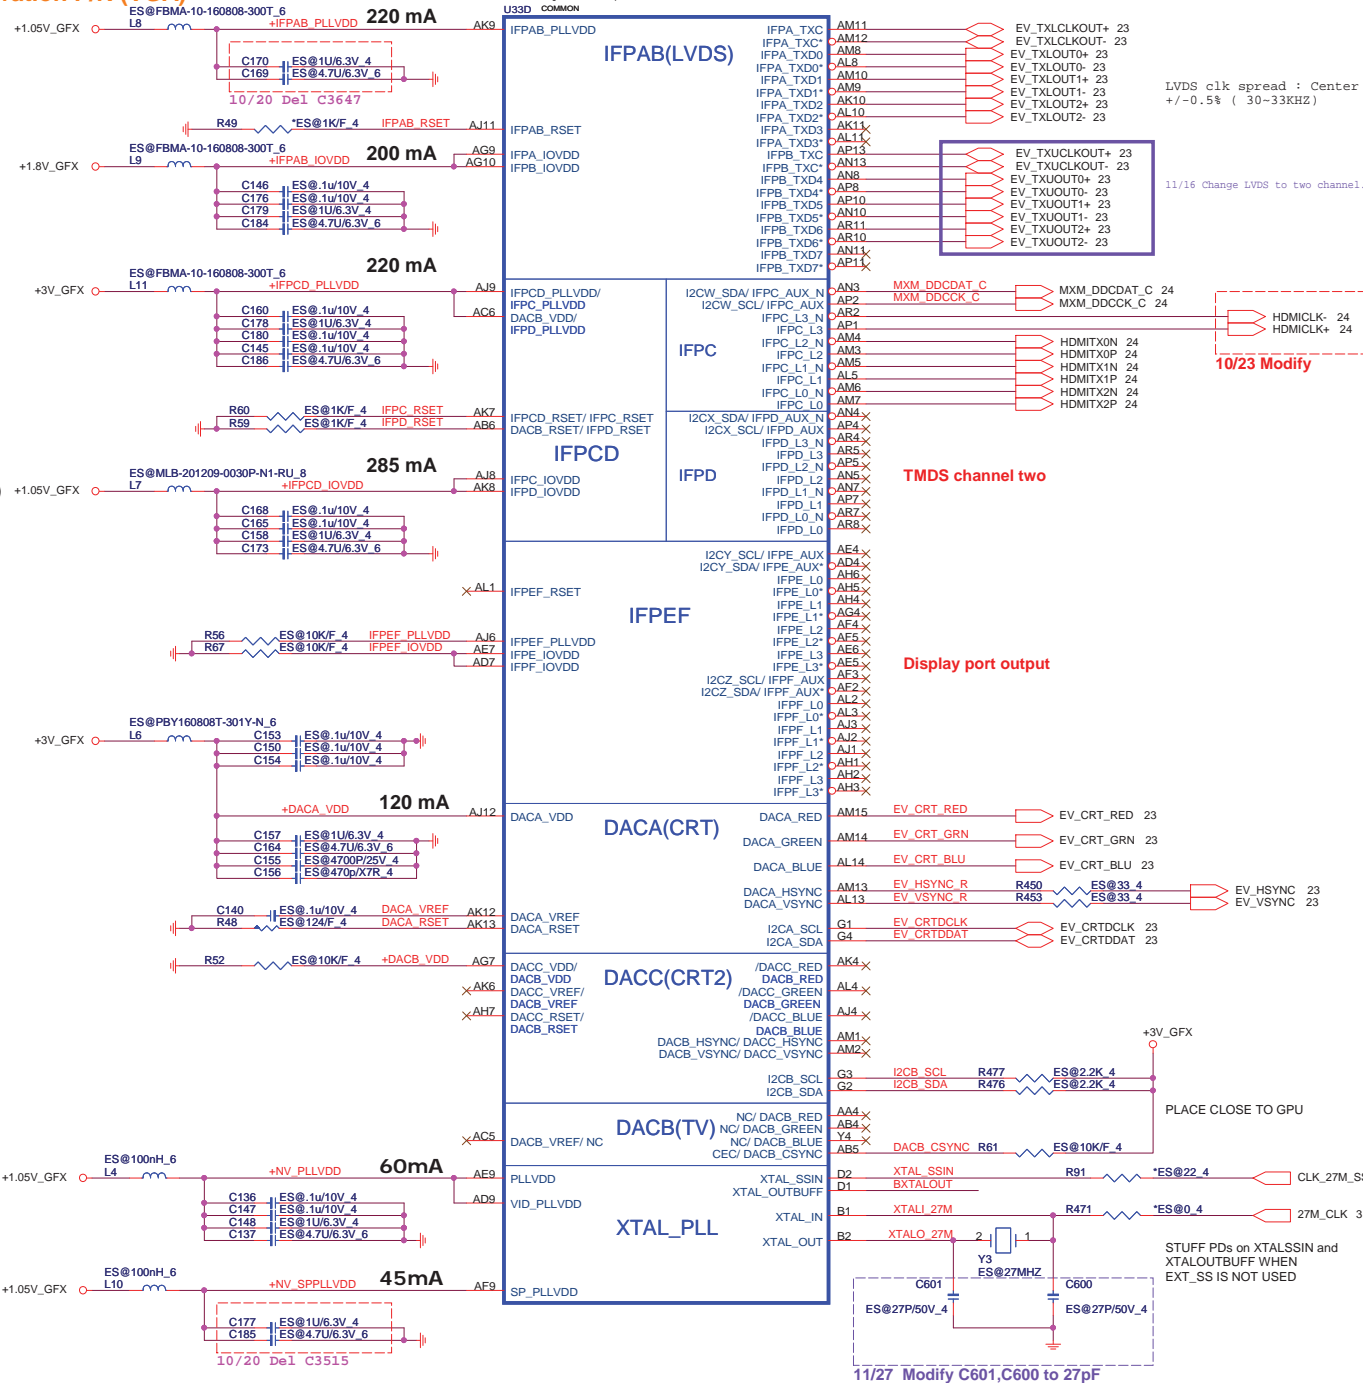 U33D COMMON
+1.05V_GFX
ES@FBMA-10-160808-300T_6
L8
+IFPAB_PLLVDD
220 mA
AK9
IFPAB_PLLVDD
C170 ES@1U/6.3V_4
C169 ES@4.7U/6.3V_6
10/20 Del C3647
R49 *ES@1K/F_4 IFPAB_RSET AJ11
IFPAB_RSET
+1.8V_GFX
ES@FBMA-10-160808-300T_6
L9
+IFPAB_IOVDD
200 mA
AG9 IFPA_IOVDD
AG10 IFPB_IOVDD
C146 ES@.1u/10V_4
C176 ES@.1u/10V_4
C179 ES@1U/6.3V_4
C184 ES@4.7U/6.3V_6
IFPAB(LVDS)
IFPA_TXC AM11 EV_TXLCLKOUT+ 23
IFPA_TXC* AM12 EV_TXLCLKOUT- 23
IFPA_TXD0 AM8 EV_TXLOUT0+ 23
IFPA_TXD0* AL8 EV_TXLOUT0- 23
IFPA_TXD1 AM10 EV_TXLOUT1+ 23
IFPA_TXD1* AM9 EV_TXLOUT1- 23
IFPA_TXD2 AK10 EV_TXLOUT2+ 23
IFPA_TXD2* AL10 EV_TXLOUT2- 23
IFPA_TXD3 AK11
IFPA_TXD3* AL11
IFPB_TXC AP13 EV_TXUCLKOUT+ 23
IFPB_TXC* AN13 EV_TXUCLKOUT- 23
IFPB_TXD4 AN8 EV_TXUOUT0+ 23
IFPB_TXD4* AP8 EV_TXUOUT0- 23
IFPB_TXD5 AP10 EV_TXUOUT1+ 23
IFPB_TXD5* AN10 EV_TXUOUT1- 23
IFPB_TXD6 AR11 EV_TXUOUT2+ 23
IFPB_TXD6* AR10 EV_TXUOUT2- 23
IFPB_TXD7 AN11
IFPB_TXD7* AP11
LVDS clk spread : Center
+/-0.5% ( 30~33KHZ)
11/16 Change LVDS to two channel.
+3V_GFX
ES@FBMA-10-160808-300T_6
L11
+IFPCD_PLLVDD
220 mA
AJ9 IFPCD_PLLVDD/
IFPC_PLLVDD
AC6 DACB_VDD/
IFPD_PLLVDD
C160 ES@.1u/10V_4
C178 ES@1U/6.3V_4
C180 ES@.1u/10V_4
C145 ES@.1u/10V_4
C186 ES@4.7U/6.3V_6
R60 ES@1K/F_4 IFPC_RSET AK7 IFPCD_RSET/ IFPC_RSET
R59 ES@1K/F_4 IFPD_RSET AB6 DACB_RSET/ IFPD_RSET
IFPCD
+1.05V_GFX
ES@MLB-201209-0030P-N1-RU_8
L7
+IFPCD_IOVDD
285 mA
AJ8 IFPC_IOVDD
AK8 IFPD_IOVDD
C168 ES@.1u/10V_4
C165 ES@.1u/10V_4
C158 ES@1U/6.3V_4
C173 ES@4.7U/6.3V_6
IFPC
I2CW_SDA/ IFPC_AUX_N AN3 MXM_DDCDAT_C MXM_DDCDAT_C 24
I2CW_SCL/ IFPC_AUX AP2 MXM_DDCCK_C MXM_DDCCK_C 24
IFPC_L3_N AR2 HDMICLK- 24
IFPC_L3 AP1 HDMICLK+ 24
IFPC_L2_N AM4 HDMITX0N 24
IFPC_L2 AM3 HDMITX0P 24
IFPC_L1_N AM5 HDMITX1N 24
IFPC_L1 AL5 HDMITX1P 24
IFPC_L0_N AM6 HDMITX2N 24
IFPC_L0 AM7 HDMITX2P 24
10/23 Modify
IFPD
I2CX_SDA/ IFPD_AUX_N AN4
I2CX_SCL/ IFPD_AUX AP4
IFPD_L3_N AR4
IFPD_L3 AR5
IFPD_L2_N AP5
IFPD_L2 AN5
IFPD_L1_N AN7
IFPD_L1 AP7
IFPD_L0_N AR7
IFPD_L0 AR8
TMDS channel two
AL1 IFPEF_RSET
IFPEF
R56 ES@10K/F_4 IFPEF_PLLVDD AJ6 IFPEF_PLLVDD
R67 ES@10K/F_4 IFPEF_IOVDD AE7 IFPE_IOVDD
AD7 IFPF_IOVDD
I2CY_SCL/ IFPE_AUX AE4
I2CY_SDA/ IFPE_AUX* AD4
IFPE_L0 AH6
IFPE_L0* AH5
IFPE_L1 AH4
IFPE_L1* AG4
IFPE_L2 AF4
IFPE_L2* AF5
IFPE_L3 AE6
IFPE_L3* AE5
I2CZ_SCL/ IFPF_AUX AF3
I2CZ_SDA/ IFPF_AUX* AF2
IFPF_L0 AL2
IFPF_L0* AL3
IFPF_L1 AJ3
IFPF_L1* AJ2
IFPF_L2 AJ1
IFPF_L2* AH1
IFPF_L3 AH2
IFPF_L3* AH3
Display port output
+3V_GFX
ES@PBY160808T-301Y-N_6
L6
C153 ES@.1u/10V_4
C150 ES@.1u/10V_4
C154 ES@.1u/10V_4
+DACA_VDD
120 mA
AJ12 DACA_VDD
C157 ES@1U/6.3V_4
C164 ES@4.7U/6.3V_6
C155 ES@4700P/25V_4
C156 ES@470p/X7R_4
C140 ES@.1u/10V_4 DACA_VREF AK12 DACA_VREF
R48 ES@124/F_4 DACA_RSET AK13 DACA_RSET
DACA(CRT)
DACA_RED AM15 EV_CRT_RED EV_CRT_RED 23
DACA_GREEN AM14 EV_CRT_GRN EV_CRT_GRN 23
DACA_BLUE AL14 EV_CRT_BLU EV_CRT_BLU 23
DACA_HSYNC AM13 EV_HSYNC_R R450 ES@33_4 EV_HSYNC 23
DACA_VSYNC AL13 EV_VSYNC_R R453 ES@33_4 EV_VSYNC 23
I2CA_SCL G1 EV_CRTDCLK EV_CRTDCLK 23
I2CA_SDA G4 EV_CRTDDAT EV_CRTDDAT 23
R52 ES@10K/F_4 +DACB_VDD AG7 DACC_VDD/
DACB_VDD
AK6 DACC_VREF/
DACB_VREF
AH7 DACC_RSET/
DACB_RSET
DACC(CRT2)
/DACC_RED AK4
DACB_RED
/DACC_GREEN AL4
DACB_GREEN
/DACC_BLUE AJ4
DACB_BLUE
DACB_HSYNC/ DACC_HSYNC AM1
DACB_VSYNC/ DACC_VSYNC AM2
I2CB_SCL G3 I2CB_SCL R477 ES@2.2K_4
I2CB_SDA G2 I2CB_SDA R476 ES@2.2K_4
+3V_GFX
PLACE CLOSE TO GPU
AC5 DACB_VREF/ NC
DACB(TV)
NC/ DACB_RED AA4
NC/ DACB_GREEN AB4
NC/ DACB_BLUE Y4
CEC/ DACB_CSYNC AB5 DACB_CSYNC R61 ES@10K/F_4
+1.05V_GFX
ES@100nH_6
L4
+NV_PLLVDD
60mA
AE9 PLLVDD
AD9 VID_PLLVDD
C136 ES@.1u/10V_4
C147 ES@.1u/10V_4
C148 ES@1U/6.3V_4
C137 ES@4.7U/6.3V_6
XTAL_PLL
XTAL_SSIN D2 XTAL_SSIN R91 *ES@22_4 CLK_27M_SS
XTAL_OUTBUFF D1 BXTALOUT
XTAL_IN B1 XTALI_27M R471 *ES@0_4 27M_CLK 3
XTAL_OUT B2 XTALO_27M 2 1
Y3
ES@27MHZ
STUFF PDs on XTALSSIN and
XTALOUTBUFF WHEN
EXT_SS IS NOT USED
+1.05V_GFX
ES@100nH_6
L10
+NV_SPPLLVDD
45mA
AF9 SP_PLLVDD
C177 ES@1U/6.3V_4
C185 ES@4.7U/6.3V_6
10/20 Del C3515
C601 C600
ES@27P/50V_4 ES@27P/50V_4
11/27 Modify C601,C600 to 27pF